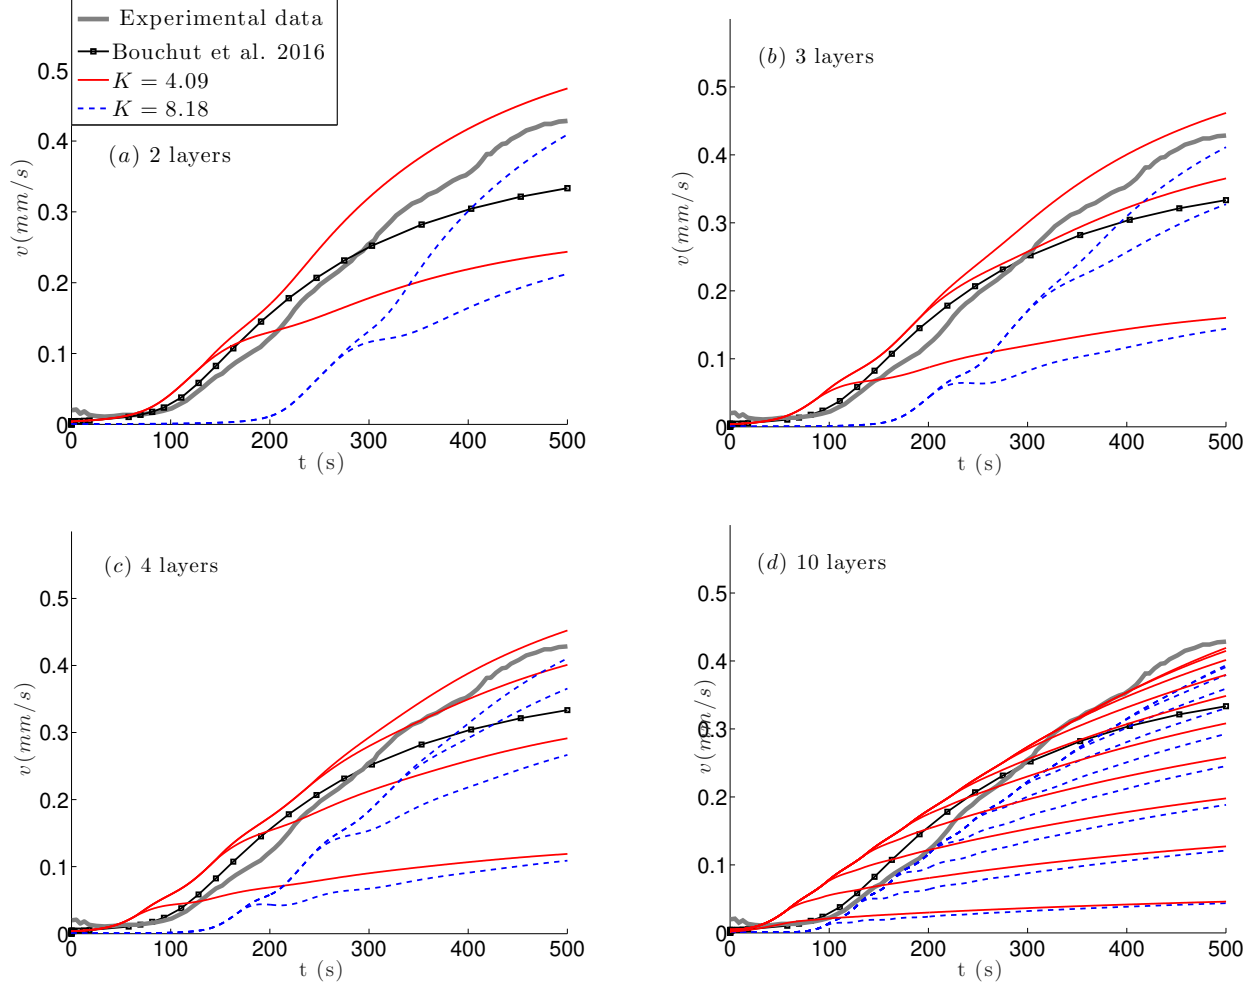 Experimental data
Bouchut et al. 2016
K = 4.09
K = 8.18
(a) 2 layers
0.5
0.4
0.3
0.2
0.1
0
v(mm/s)
0 100 200 300 400 500
t (s)
(b) 3 layers
0.5
0.4
0.3
0.2
0.1
0
v(mm/s)
0 100 200 300 400 500
t (s)
(c) 4 layers
0.5
0.4
0.3
0.2
0.1
0
v(mm/s)
0 100 200 300 400 500
t (s)
(d) 10 layers
0.5
0.4
0.3
0.2
0.1
0
v(mm/s)
0 100 200 300 400 500
t (s)